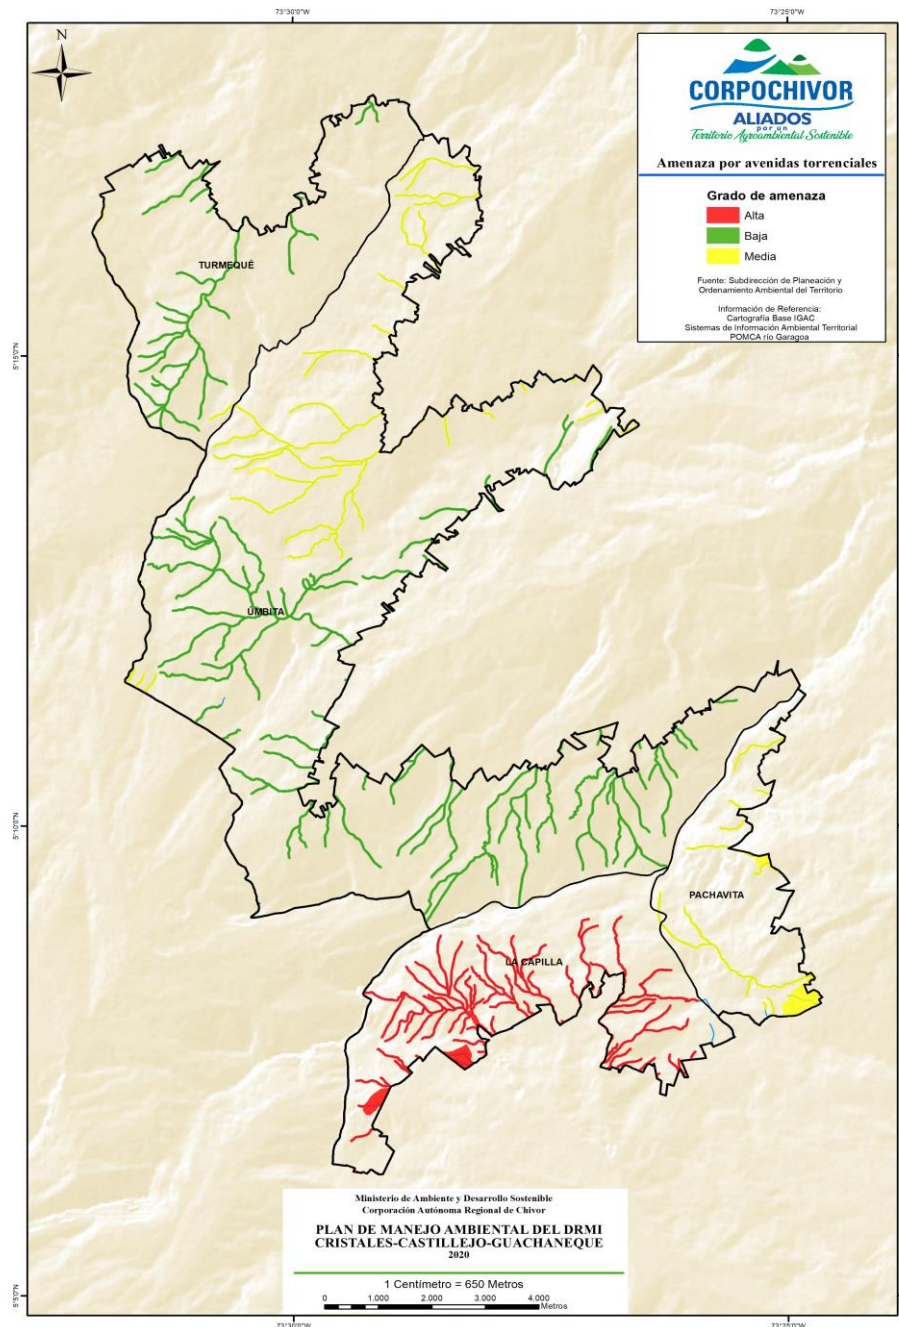 73°30'0"W
73°25'0"W
N
CORPOCHIVOR
ALIADOS
por un
Territorio Agroambiental Sostenible
Amenaza por avenidas torrenciales
Grado de amenaza
Alta
Baja
Media
Fuente: Subdirección de Planeación y
Ordenamiento Ambiental del Territorio
Información de Referencia:
Cartografía Base IGAC
Sistemas de Información Ambiental Territorial
POMCA río Garagoa
TURMEQUÉ
5°15'0"N
ÚMBITA
5°10'0"N
PACHAVITA
LA CAPILLA
Ministerio de Ambiente y Desarrollo Sostenible
Corporación Autónoma Regional de Chivor
PLAN DE MANEJO AMBIENTAL DEL DRMI
CRISTALES-CASTILLEJO-GUACHANEQUE
2020
1 Centímetro = 650 Metros
0 1.000 2.000 3.000 4.000
Metros
5°5'0"N
73°30'0"W
73°25'0"W